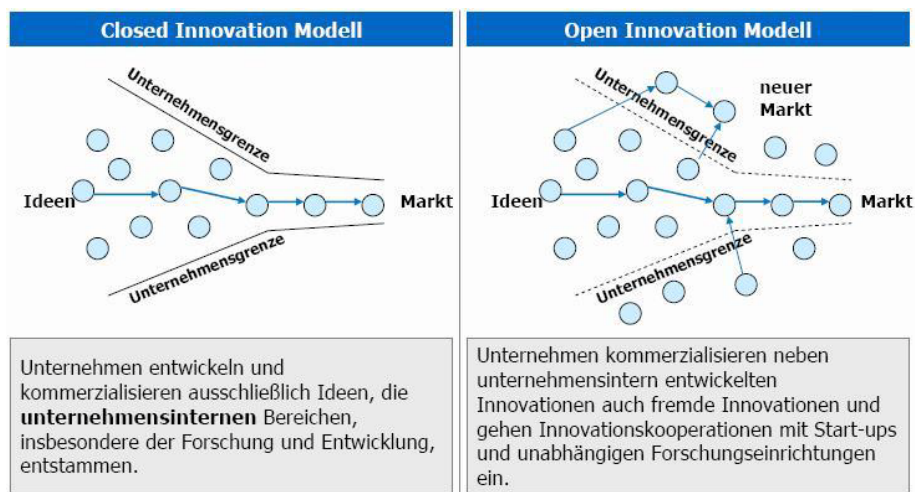 Closed Innovation Modell
Unternehmensgrenze
Ideen
Markt
Unternehmensgrenze
Unternehmen entwickeln und
kommerzialisieren ausschließlich Ideen, die
unternehmensinternen Bereichen,
insbesondere der Forschung und Entwicklung,
entstammen.
Open Innovation Modell
Unternehmensgrenze
neuer
Markt
Ideen
Markt
Unternehmensgrenze
Unternehmen kommerzialisieren neben
unternehmensintern entwickelten
Innovationen auch fremde Innovationen und
gehen Innovationskooperationen mit Start-ups
und unabhängigen Forschungseinrichtungen
ein.